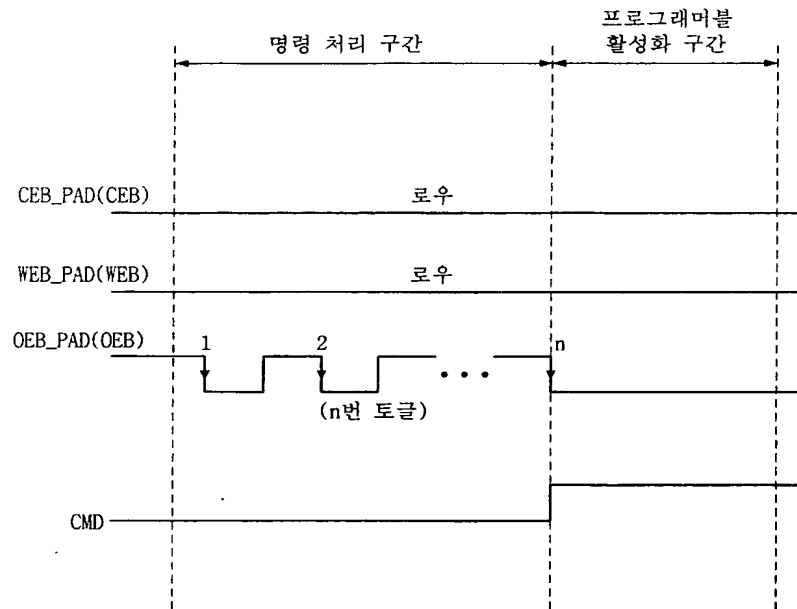 프로그래머블
명령 처리 구간
활성화 구간
CEB_PAD(CEB)
로우
WEB_PAD(WEB)
로우
OEB_PAD(OEB)
1
2
n
(n번 토글)
CMD